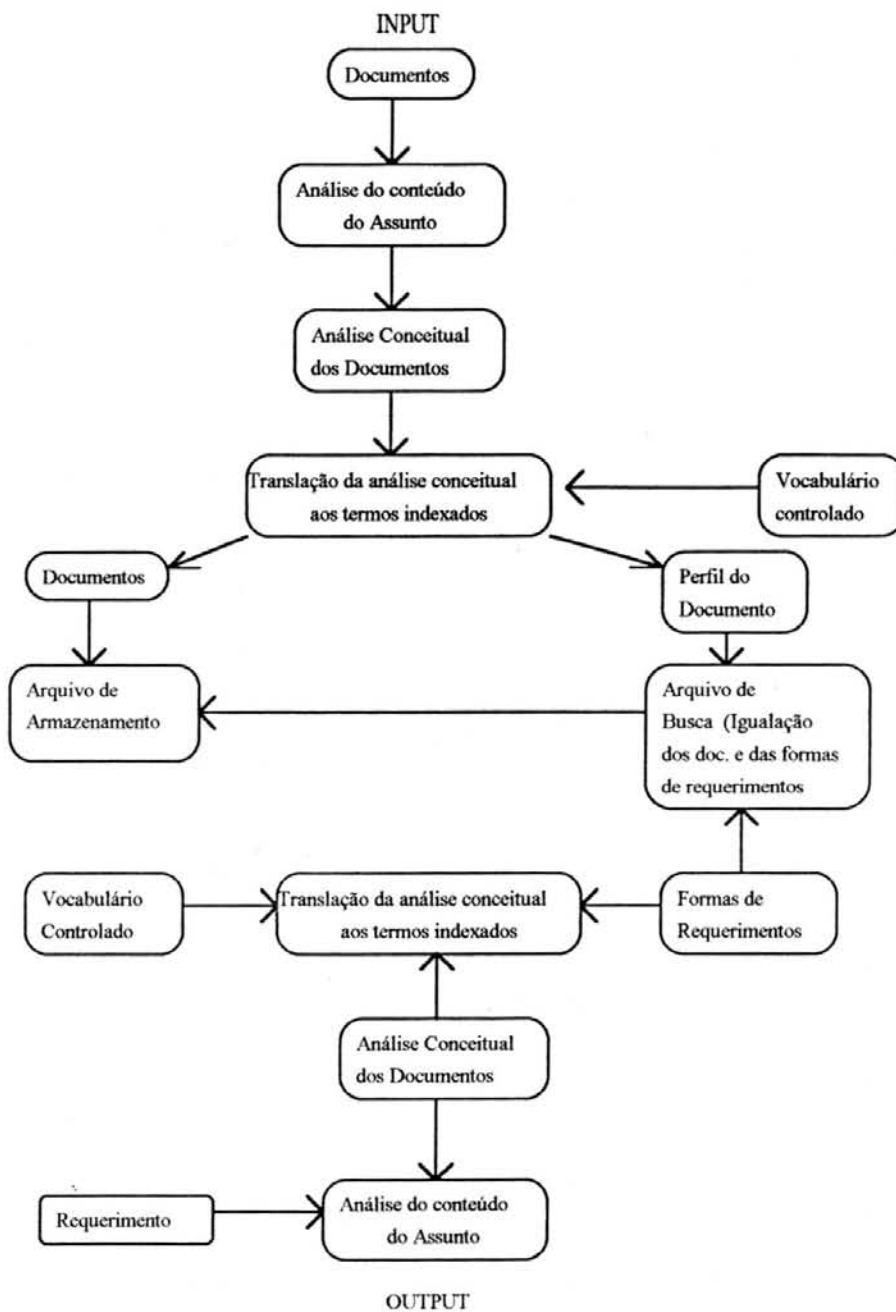 INPUT
Documentos
Análise do conteúdo
do Assunto
Análise Conceitual
dos Documentos
Translação da análise conceitual
aos termos indexados
Vocabulário
controlado
Documentos
Perfil do
Documento
Arquivo de
Armazenamento
Arquivo de
Busca (Igualação
dos doc. e das formas
de requerimentos
Vocabulário
Controlado
Translação da análise conceitual
aos termos indexados
Formas de
Requerimentos
Análise Conceitual
dos Documentos
Requerimento
Análise do conteúdo
do Assunto
OUTPUT